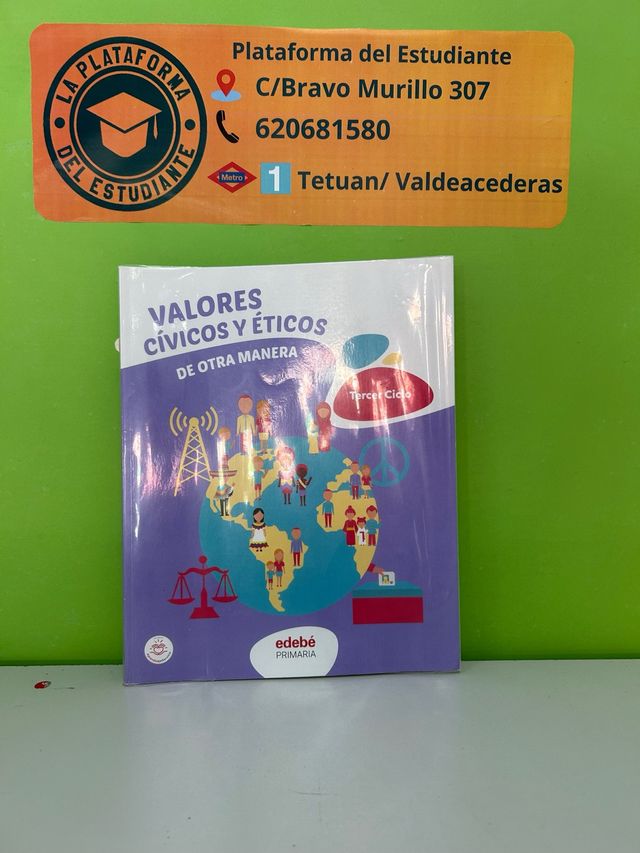 LA PLATAFORMA
DEL ESTUDIANTE
Plataforma del Estudiante
C/Bravo Murillo 307
620681580
Metro
1
Tetuan/ Valdeacederas
VALORES
CÍVICOS Y ÉTICOS
DE OTRA MANERA
Tercer Ciclo
edebé
PRIMARIA